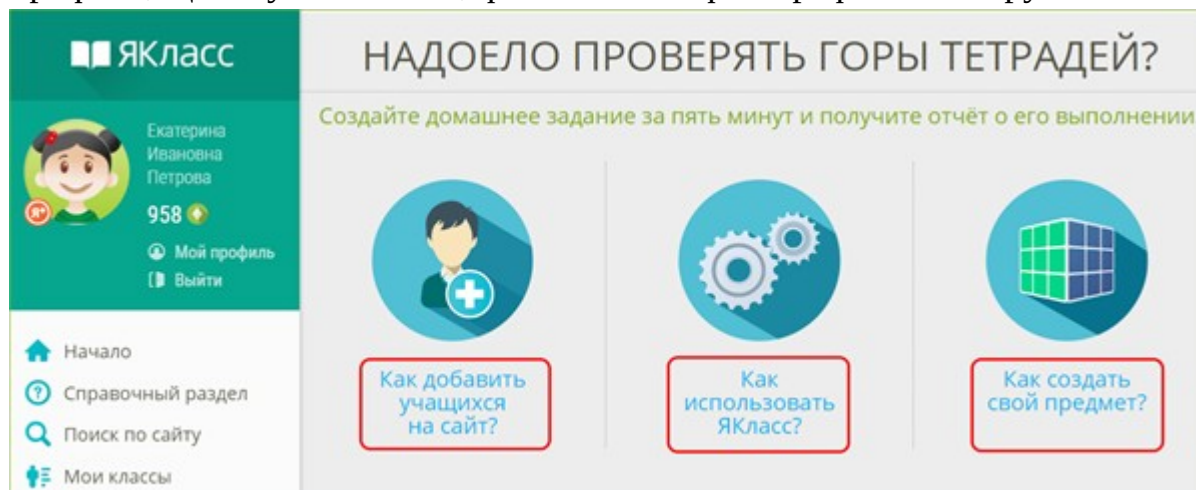 ЯКласс
Екатерина
Ивановна
Петрова
958
Мой профиль
Выйти
Начало
Справочный раздел
Поиск по сайту
Мои классы
НАДОЕЛО ПРОВЕРЯТЬ ГОРЫ ТЕТРАДЕЙ?
Создайте домашнее задание за пять минут и получите отчёт о его выполнении
Как добавить
учащихся
на сайт?
Как
использовать
ЯКласс?
Как создать
свой предмет?